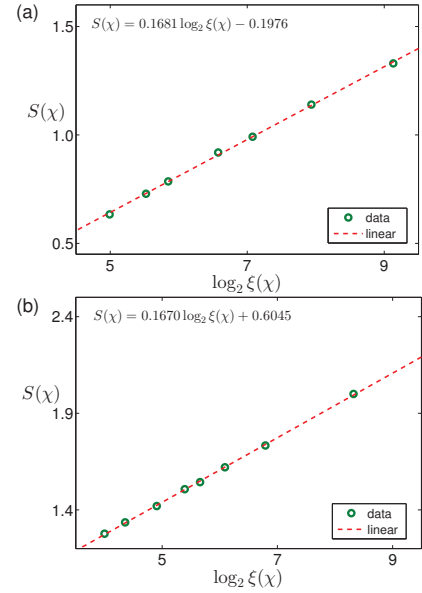 (a)
S(χ) = 0.1681 log₂ ξ(χ) − 0.1976
1.5
S(χ)
1.0
0.5
data
linear
5 7 9
log₂ ξ(χ)
(b)
S(χ) = 0.1670 log₂ ξ(χ) + 0.6045
2.4
S(χ)
1.9
1.4
data
linear
5 7 9
log₂ ξ(χ)